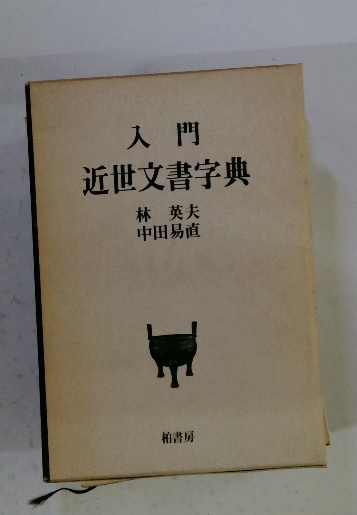 入門
近世文書字典
林 英夫
中田易直
柏書房